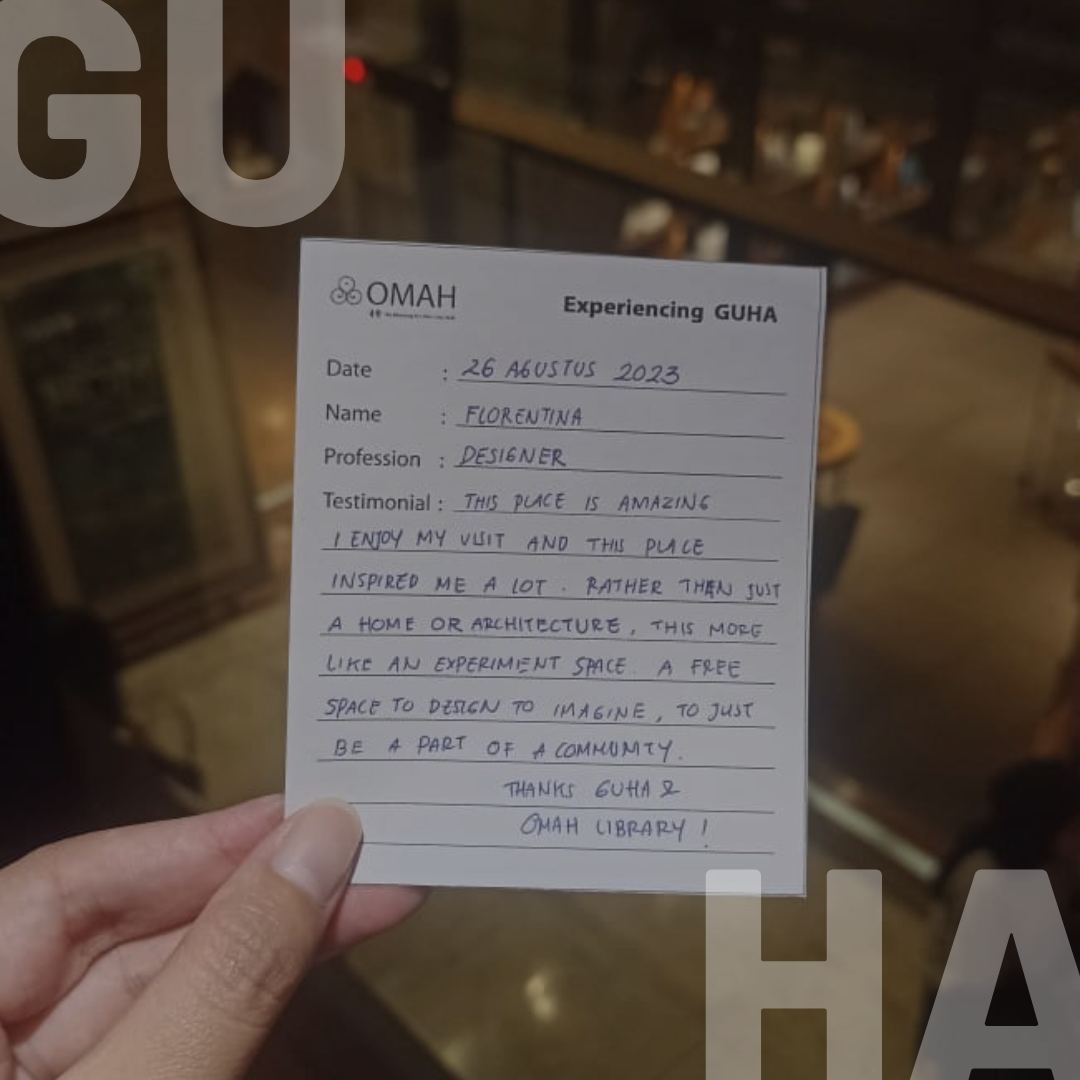 GU
OMAH
Experiencing GUHA
Date : 26 AGUSTUS 2023
Name : FLORENTINA
Profession : DESIGNER
Testimonial : THIS PLACE IS AMAZING
I ENJOY MY VISIT AND THIS PLACE
INSPIRED ME A LOT . RATHER THEN JUST
A HOME OR ARCHITECTURE , THIS MORE
LIKE AN EXPERIMENT SPACE. A FREE
SPACE TO DESIGN TO IMAGINE , TO JUST
BE A PART OF A COMMUNITY.
THANKS GUHA &
OMAH LIBRARY !
HA